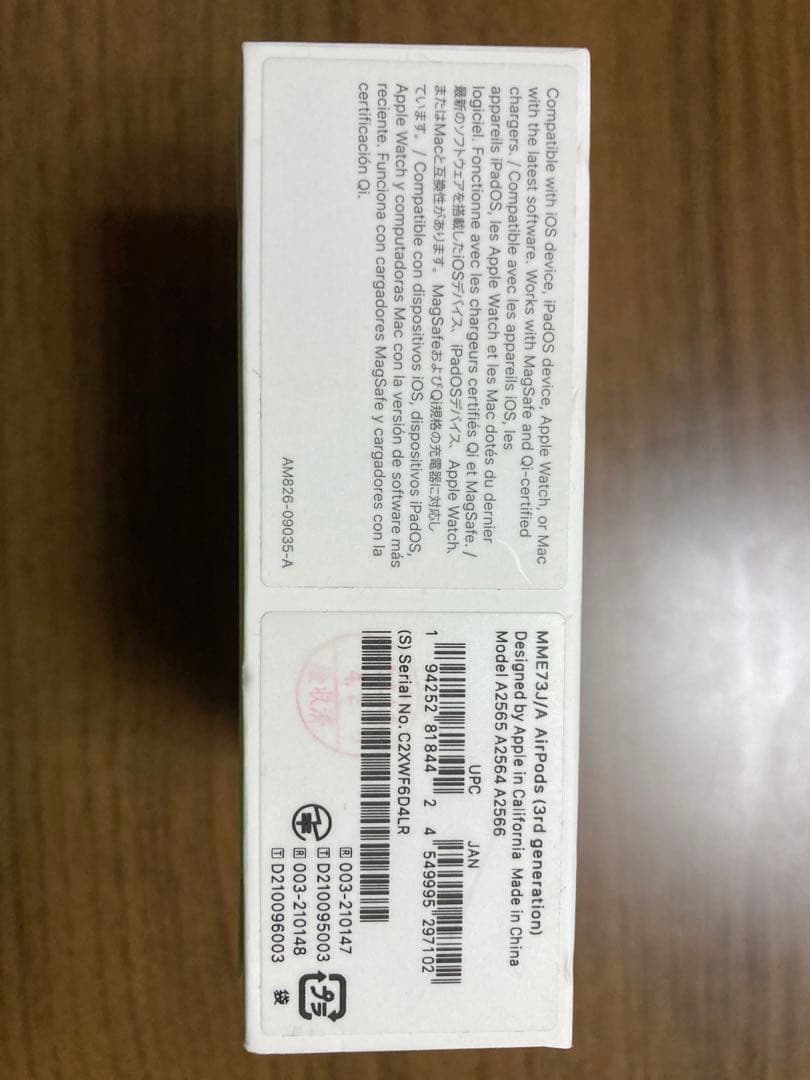 Compatible with iOS device, iPadOS device, Apple Watch, or Mac
with the latest software. Works with MagSafe and Qi-certified
chargers. / Compatible avec les appareils iOS, les
appareils iPadOS, les Apple Watch et les Mac dotés du dernier
logiciel. Fonctionne avec les chargeurs certifiés Qi et MagSafe. /
最新のソフトウェアを搭載したiOSデバイス、iPadOSデバイス、Apple Watch、
またはMacと互換性があります。MagSafeおよびQi規格の充電器に対応し
ています。 / Compatible con dispositivos iOS, dispositivos iPadOS,
Apple Watch y computadoras Mac con la versión de software más
reciente. Funciona con cargadores MagSafe y cargadores con la
certificación Qi.
AM826-09035-A
MME73J/A AirPods (3rd generation)
Designed by Apple in California Made in China
Model A2565 A2564 A2566
UPC JAN
1 94252 81844 2 4 549995 297102
(S) Serial No. C2XWF6D4LR
R 003-210147
T D210095003
R 003-210148
T D210096003
プラ
袋